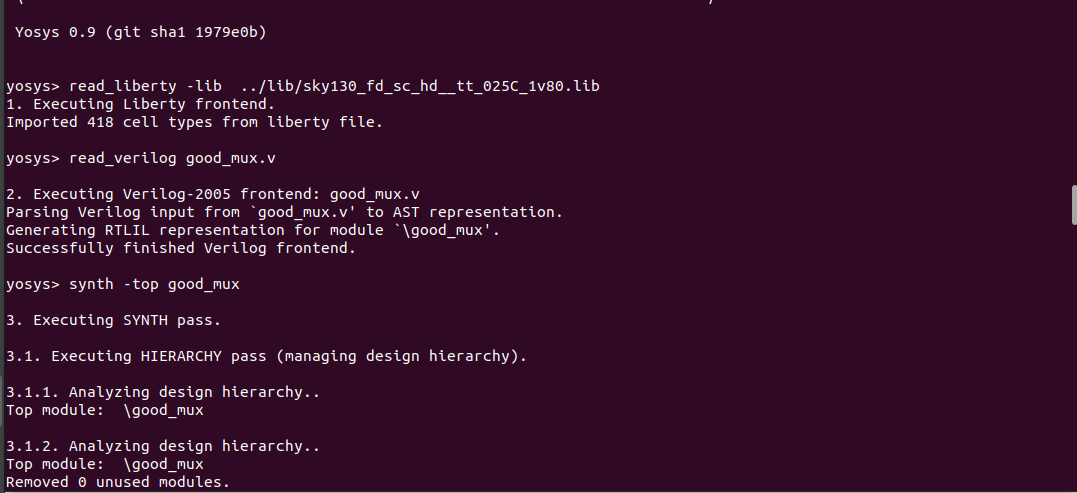 Yosys 0.9 (git sha1 1979e0b)
yosys> read_liberty -lib  ../lib/sky130_fd_sc_hd__tt_025C_1v80.lib
1. Executing Liberty frontend.
Imported 418 cell types from liberty file.
yosys> read_verilog good_mux.v
2. Executing Verilog-2005 frontend: good_mux.v
Parsing Verilog input from `good_mux.v' to AST representation.
Generating RTLIL representation for module `\good_mux'.
Successfully finished Verilog frontend.
yosys> synth -top good_mux
3. Executing SYNTH pass.
3.1. Executing HIERARCHY pass (managing design hierarchy).
3.1.1. Analyzing design hierarchy..
Top module:  \good_mux
3.1.2. Analyzing design hierarchy..
Top module:  \good_mux
Removed 0 unused modules.